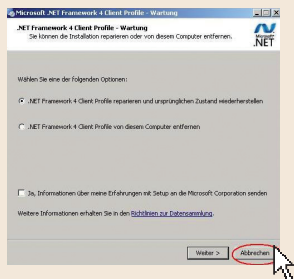 Microsoft .NET Framework 4 Client Profile - Wartung
.NET Framework 4 Client Profile - Wartung
Sie können die Installation reparieren oder von diesem Computer entfernen.
Microsoft
.NET
Wählen Sie eine der folgenden Optionen:
.NET Framework 4 Client Profile reparieren und ursprünglichen Zustand wiederherstellen
.NET Framework 4 Client Profile von diesem Computer entfernen
Ja, Informationen über meine Erfahrungen mit Setup an die Microsoft Corporation senden
Weitere Informationen erhalten Sie in den Richtlinien zur Datensammlung.
Weiter >
Abbrechen